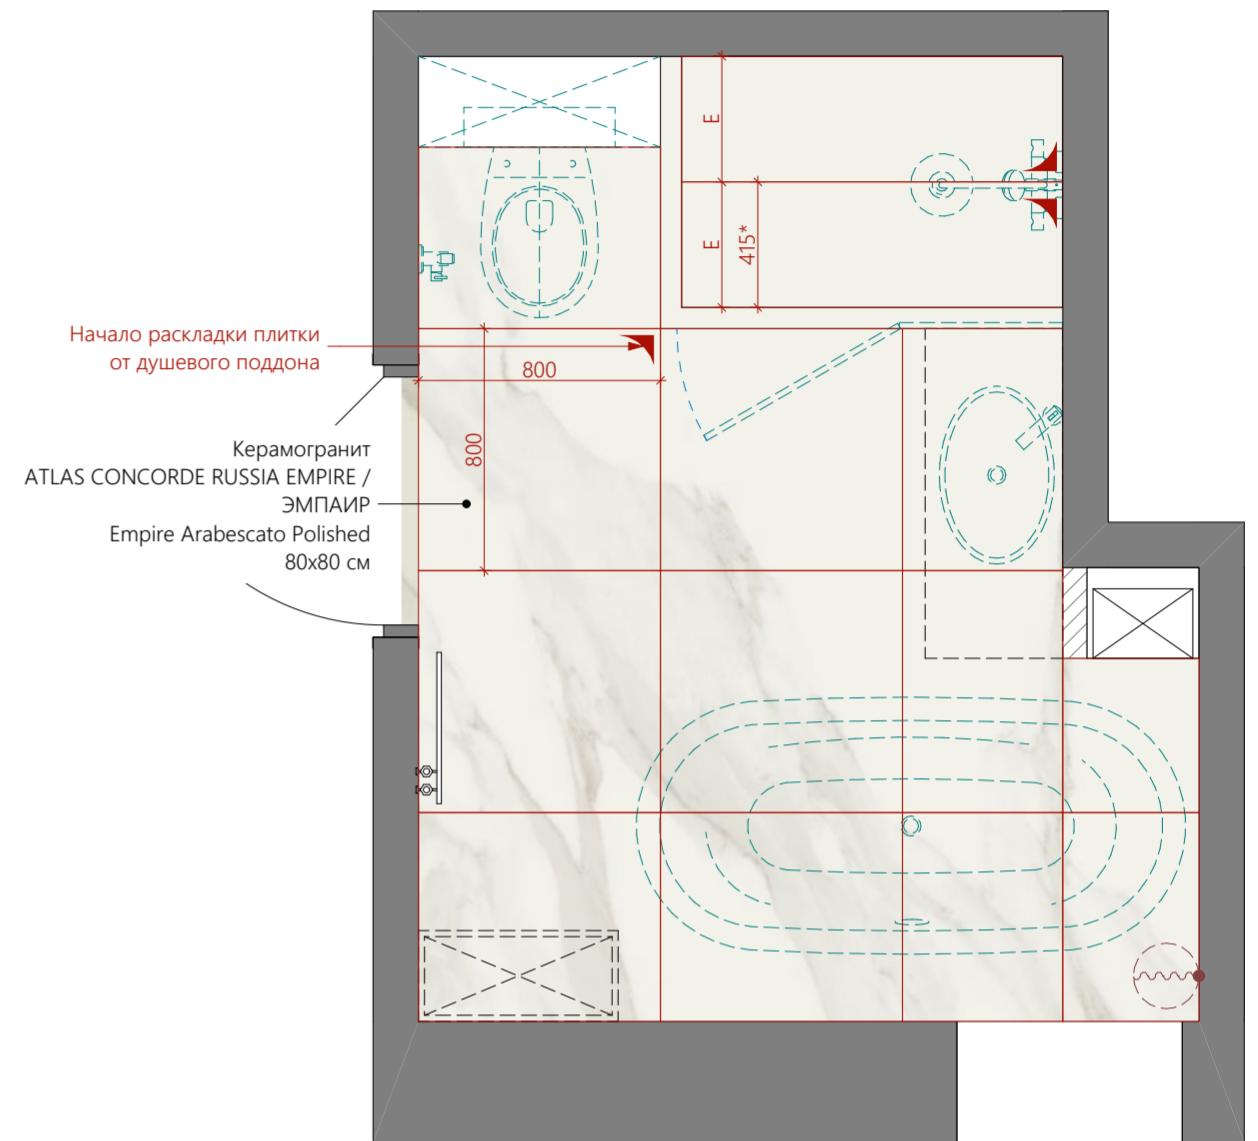 E
E
415*
Начало раскладки плитки
от душевого поддона
800
800
Керамогранит
ATLAS CONCORDE RUSSIA EMPIRE /
ЭМПАИР
Empire Arabescato Polished
80x80 см